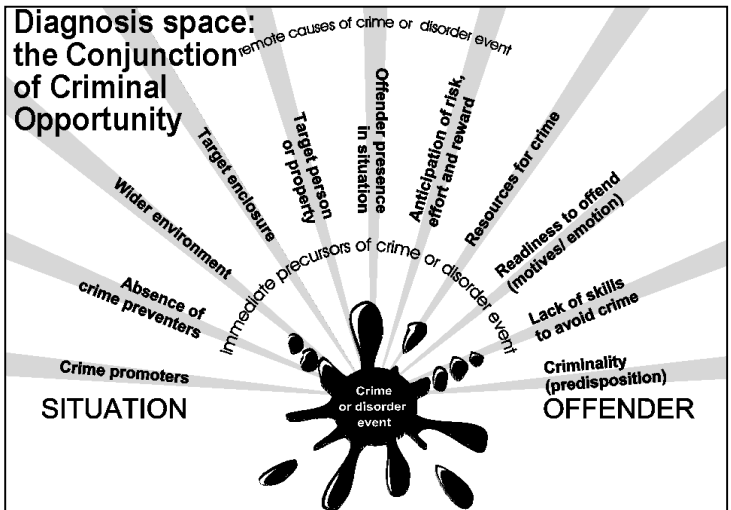 Diagnosis space:
the Conjunction
of Criminal
Opportunity
remote causes of crime or disorder event
Crime promoters
Absence of
crime preventers
Wider environment
Target enclosure
Target person
or property
Offender presence
in situation
Anticipation of risk,
effort and reward
Resources for crime
Readiness to offend
(motives/ emotion)
Lack of skills
to avoid crime
Criminality
(predisposition)
Immediate precursors of crime or disorder event
SITUATION
OFFENDER
Crime
or disorder
event